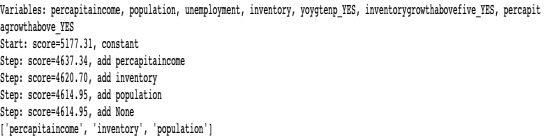 Variables: percapitaincome, population, unemployment, inventory, yoygtenp_YES, inventorygrowthabovefive_YES, percapit
agrowthabove_YES
Start: score=5177.31, constant
Step: score=4637.34, add percapitaincome
Step: score=4620.70, add inventory
Step: score=4614.95, add population
Step: score=4614.95, add None
['percapitaincome', 'inventory', 'population']